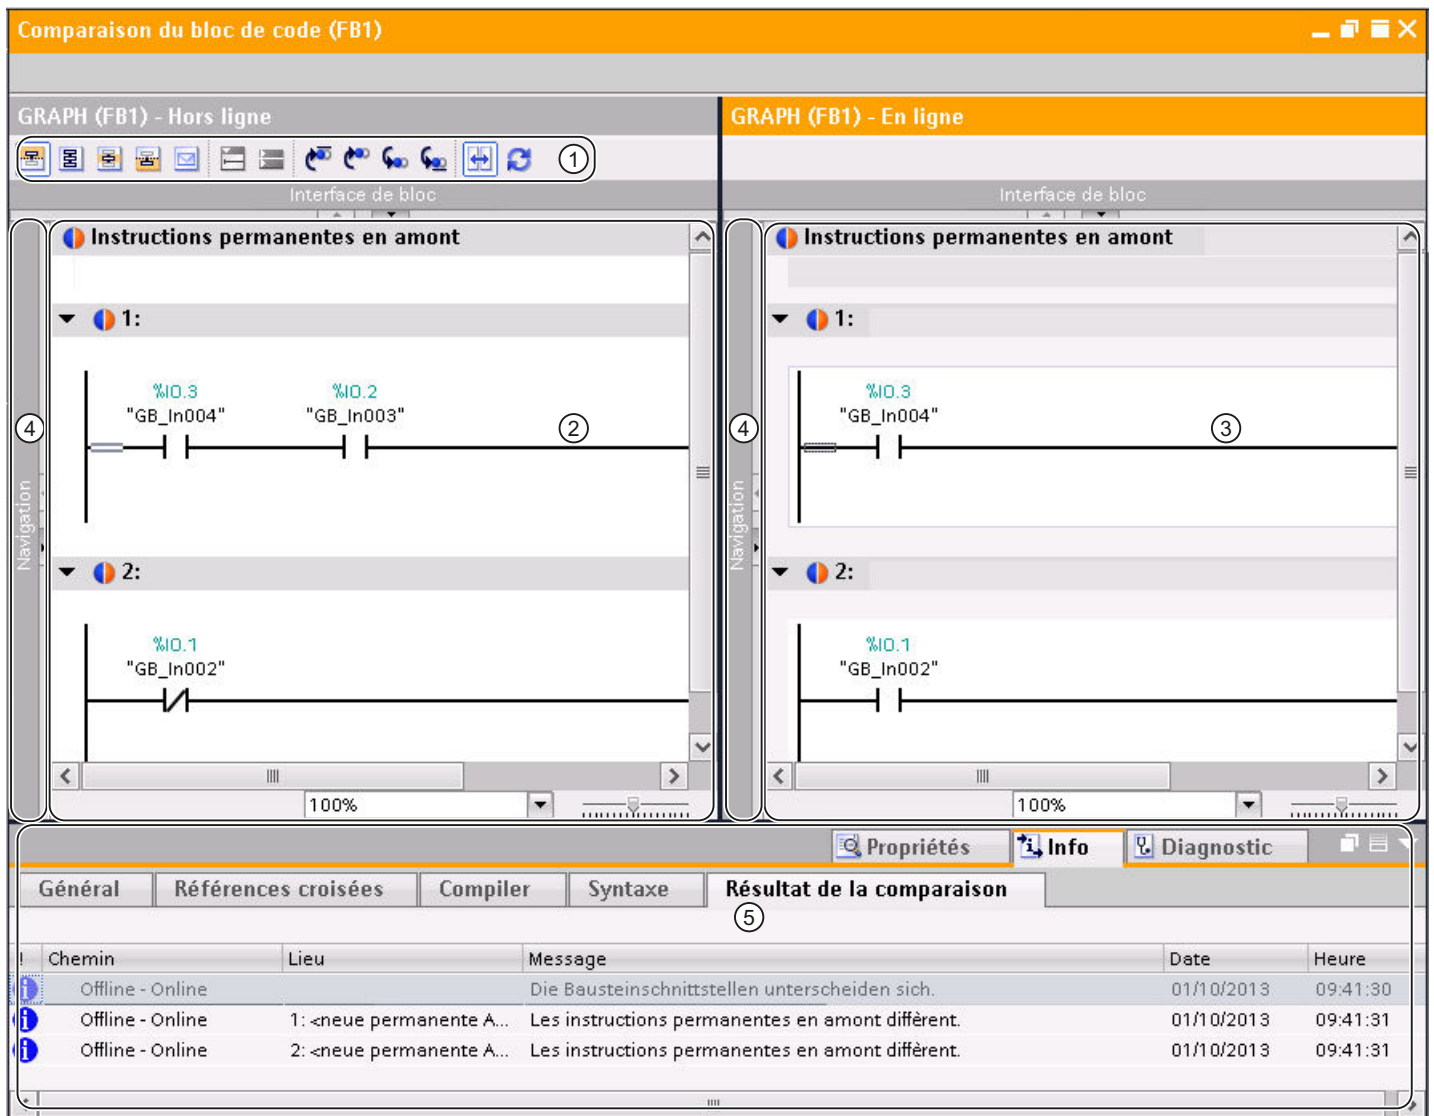 Comparaison du bloc de code (FB1)
GRAPH (FB1) - Hors ligne
GRAPH (FB1) - En ligne
1
Interface de bloc
Interface de bloc
Instructions permanentes en amont
Instructions permanentes en amont
1:
1:
%I0.3
%I0.2
%I0.3
"GB_In004"
"GB_In003"
"GB_In004"
4
2
4
3
Navigation
Navigation
2:
2:
%I0.1
%I0.1
"GB_In002"
"GB_In002"
100%
100%
Propriétés
Info
Diagnostic
Général
Références croisées
Compiler
Syntaxe
Résultat de la comparaison
5
! Chemin Lieu Message Date Heure
Offline - Online Die Bausteinschnittstellen unterscheiden sich. 01/10/2013 09:41:30
Offline - Online 1: <neue permanente A... Les instructions permanentes en amont diffèrent. 01/10/2013 09:41:31
Offline - Online 2: <neue permanente A... Les instructions permanentes en amont diffèrent. 01/10/2013 09:41:31